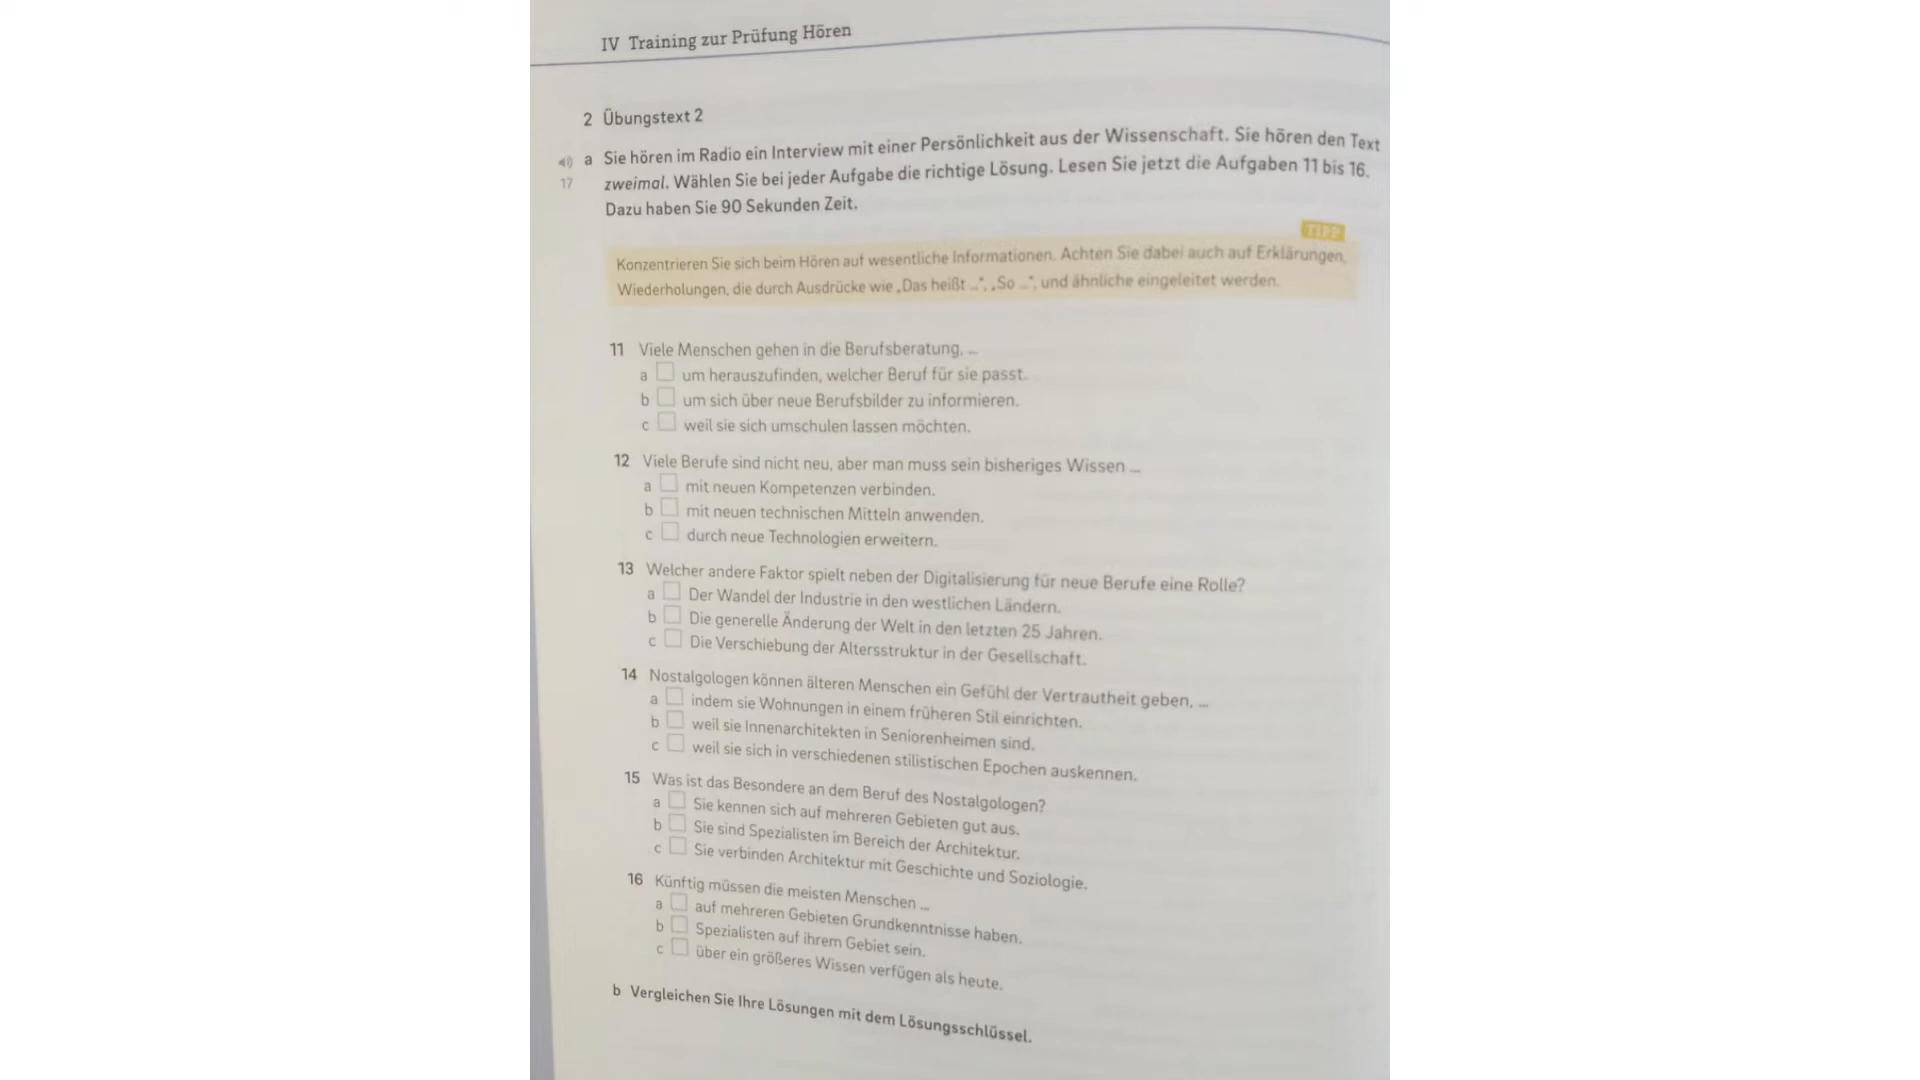 IV Training zur Prüfung Hören
2 Übungstext 2
a Sie hören im Radio ein Interview mit einer Persönlichkeit aus der Wissenschaft. Sie hören den Text
17 zweimal. Wählen Sie bei jeder Aufgabe die richtige Lösung. Lesen Sie jetzt die Aufgaben 11 bis 16.
Dazu haben Sie 90 Sekunden Zeit.
TIPP
Konzentrieren Sie sich beim Hören auf wesentliche Informationen. Achten Sie dabei auch auf Erklärungen,
Wiederholungen, die durch Ausdrücke wie „Das heißt ...“, „So ...“, und ähnliche eingeleitet werden.
11 Viele Menschen gehen in die Berufsberatung, ...
a um herauszufinden, welcher Beruf für sie passt.
b um sich über neue Berufsbilder zu informieren.
c weil sie sich umschulen lassen möchten.
12 Viele Berufe sind nicht neu, aber man muss sein bisheriges Wissen ...
a mit neuen Kompetenzen verbinden.
b mit neuen technischen Mitteln anwenden.
c durch neue Technologien erweitern.
13 Welcher andere Faktor spielt neben der Digitalisierung für neue Berufe eine Rolle?
a Der Wandel der Industrie in den westlichen Ländern.
b Die generelle Änderung der Welt in den letzten 25 Jahren.
c Die Verschiebung der Altersstruktur in der Gesellschaft.
14 Nostalgologen können älteren Menschen ein Gefühl der Vertrautheit geben, ...
a indem sie Wohnungen in einem früheren Stil einrichten.
b weil sie Innenarchitekten in Seniorenheimen sind.
c weil sie sich in verschiedenen stilistischen Epochen auskennen.
15 Was ist das Besondere an dem Beruf des Nostalgologen?
a Sie kennen sich auf mehreren Gebieten gut aus.
b Sie sind Spezialisten im Bereich der Architektur.
c Sie verbinden Architektur mit Geschichte und Soziologie.
16 Künftig müssen die meisten Menschen ...
a auf mehreren Gebieten Grundkenntnisse haben.
b Spezialisten auf ihrem Gebiet sein.
c über ein größeres Wissen verfügen als heute.
b Vergleichen Sie Ihre Lösungen mit dem Lösungsschlüssel.